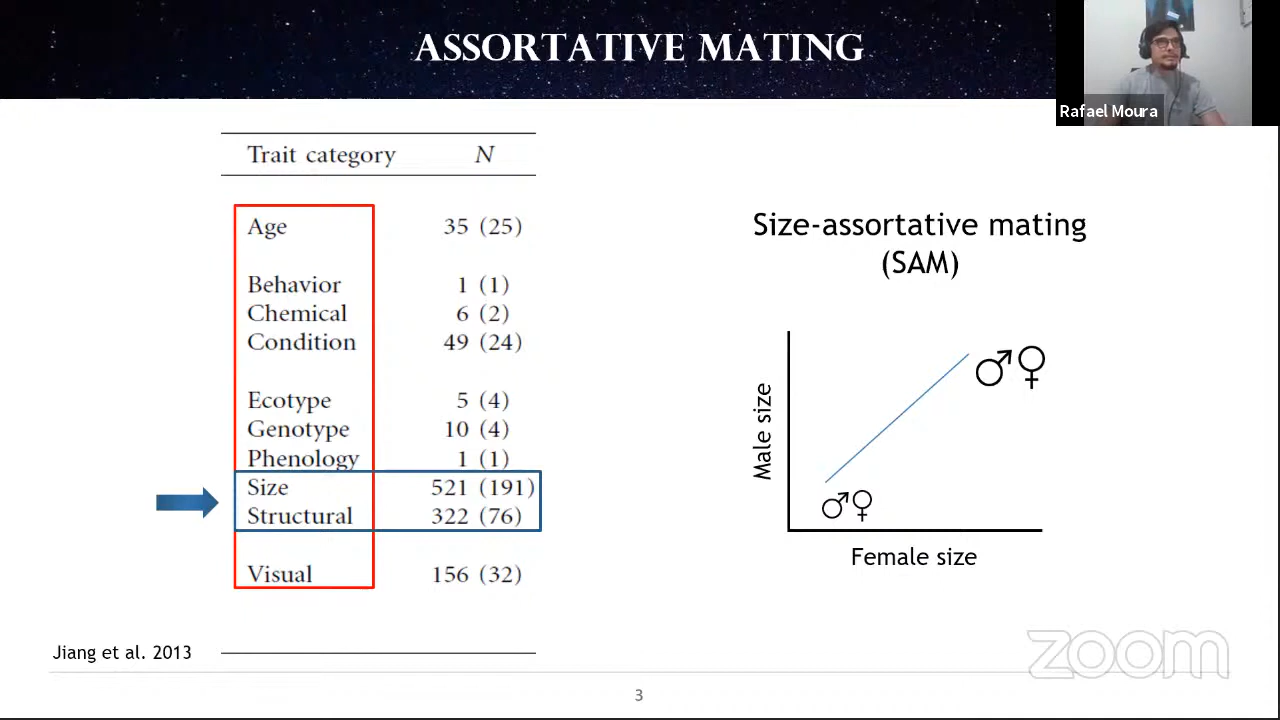 ASSORTATIVE MATING
Rafael Moura
Trait category N
Age 35 (25)
Behavior 1 (1)
Chemical 6 (2)
Condition 49 (24)
Ecotype 5 (4)
Genotype 10 (4)
Phenology 1 (1)
Size 521 (191)
Structural 322 (76)
Visual 156 (32)
Jiang et al. 2013
Size-assortative mating
(SAM)
Male size
♂♀
♂♀
Female size
zoom
3